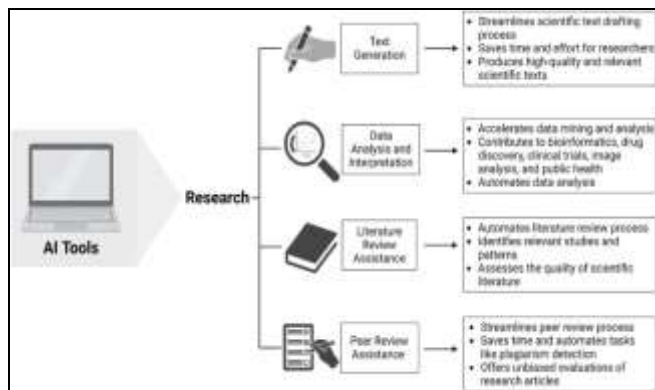 AI Tools
Research
Text
Generation
• Streamlines scientific text drafting
process
• Saves time and effort for researchers
• Produces high-quality and relevant
scientific texts
Data
Analysis and
Interpretation
• Accelerates data mining and analysis
• Contributes to bioinformatics, drug
discovery, clinical trials, image
analysis, and public health
• Automates data analysis
Literature
Review
Assistance
• Automates literature review process
• Identifies relevant studies and
patterns
• Assesses the quality of scientific
literature
Peer Review
Assistance
• Streamlines peer review process
• Saves time and automates tasks
like plagiarism detection
• Offers unbiased evaluations of
research articles